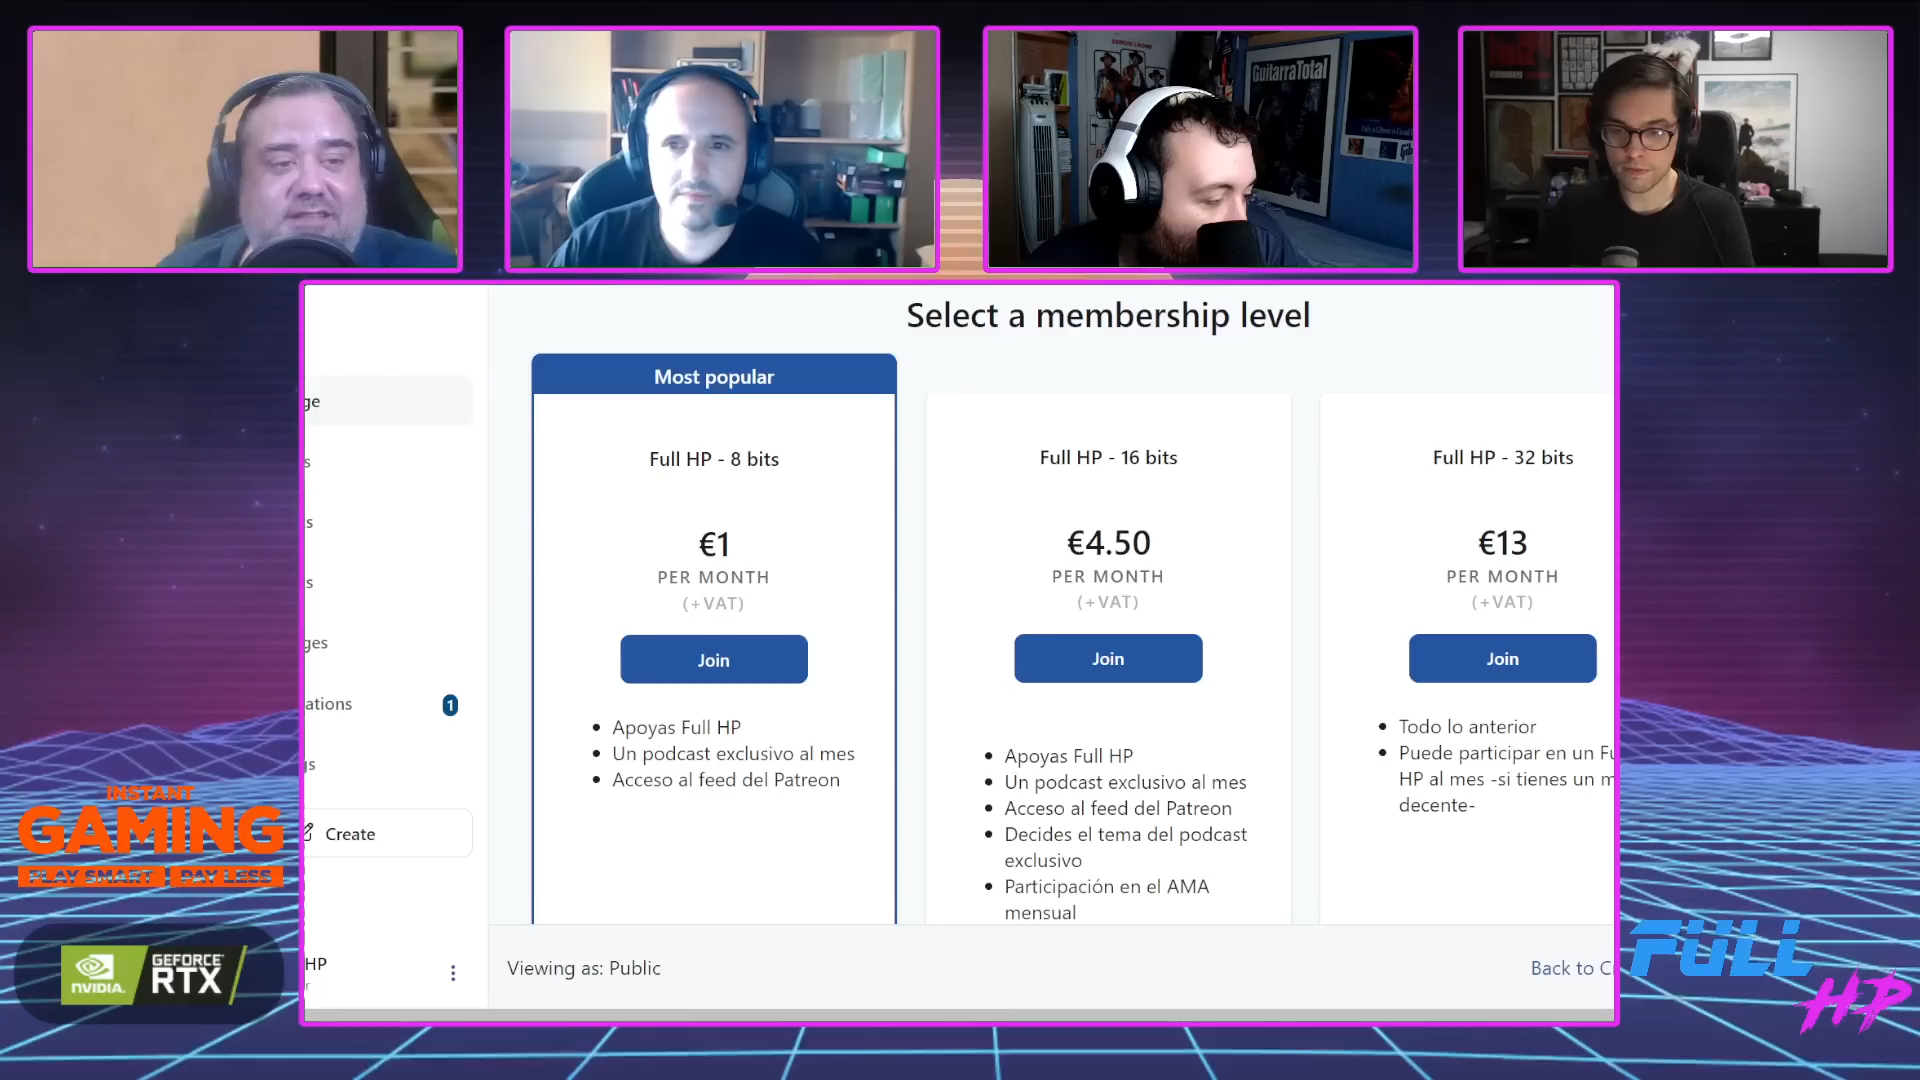 SERGIO LEONE
GuitarraTotal
Select a membership level
Most popular
Full HP - 8 bits
€1
PER MONTH
(+VAT)
Join
Apoyas Full HP
Un podcast exclusivo al mes
Acceso al feed del Patreon
Full HP - 16 bits
€4.50
PER MONTH
(+VAT)
Join
Apoyas Full HP
Un podcast exclusivo al mes
Acceso al feed del Patreon
Decides el tema del podcast
exclusivo
Participación en el AMA
mensual
Full HP - 32 bits
€13
PER MONTH
(+VAT)
Join
Todo lo anterior
Puede participar en un Fu
HP al mes -si tienes un m
decente-
ge
s
s
s
ges
ations
1
gs
Create
HP
r
Viewing as: Public
Back to C
INSTANT
GAMING
PLAY SMART PAY LESS
NVIDIA.
GEFORCE
RTX
FULL
HP